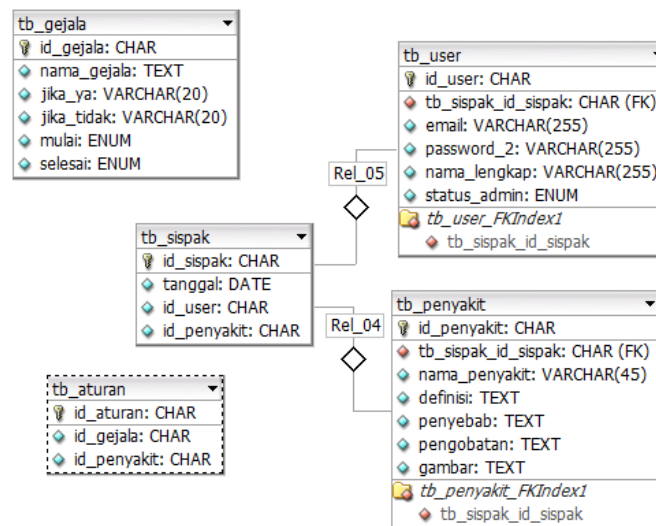 tb_gejala
id_gejala: CHAR
nama_gejala: TEXT
jika_ya: VARCHAR(20)
jika_tidak: VARCHAR(20)
mulai: ENUM
selesai: ENUM
tb_user
id_user: CHAR
tb_sispak_id_sispak: CHAR (FK)
email: VARCHAR(255)
password_2: VARCHAR(255)
nama_lengkap: VARCHAR(255)
status_admin: ENUM
tb_user_FKIndex1
tb_sispak_id_sispak
Rel_05
tb_sispak
id_sispak: CHAR
tanggal: DATE
id_user: CHAR
id_penyakit: CHAR
Rel_04
tb_penyakit
id_penyakit: CHAR
tb_sispak_id_sispak: CHAR (FK)
nama_penyakit: VARCHAR(45)
definisi: TEXT
penyebab: TEXT
pengobatan: TEXT
gambar: TEXT
tb_penyakit_FKIndex1
tb_sispak_id_sispak
tb_aturan
id_aturan: CHAR
id_gejala: CHAR
id_penyakit: CHAR